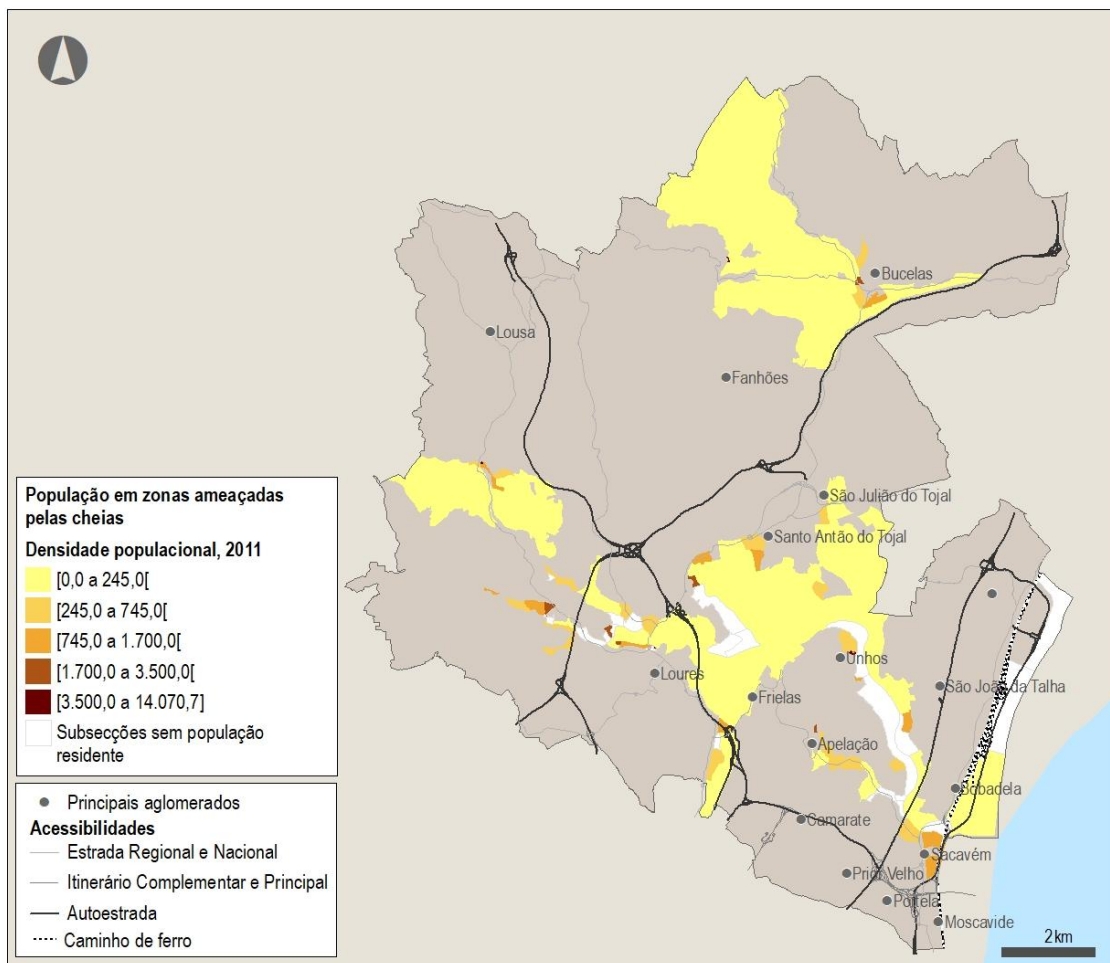 Bucelas
Lousa
Fanhões
São Julião do Tojal
Santo Antão do Tojal
Unhos
Loures
São João da Talha
Frielas
Apelação
Bobadela
Camarate
Sacavém
Prior Velho
Portela
Moscavide
2 km
População em zonas ameaçadas
pelas cheias
Densidade populacional, 2011
[0,0 a 245,0[
[245,0 a 745,0[
[745,0 a 1.700,0[
[1.700,0 a 3.500,0[
[3.500,0 a 14.070,7]
Subsecções sem população
residente
Principais aglomerados
Acessibilidades
Estrada Regional e Nacional
Itinerário Complementar e Principal
Autoestrada
Caminho de ferro